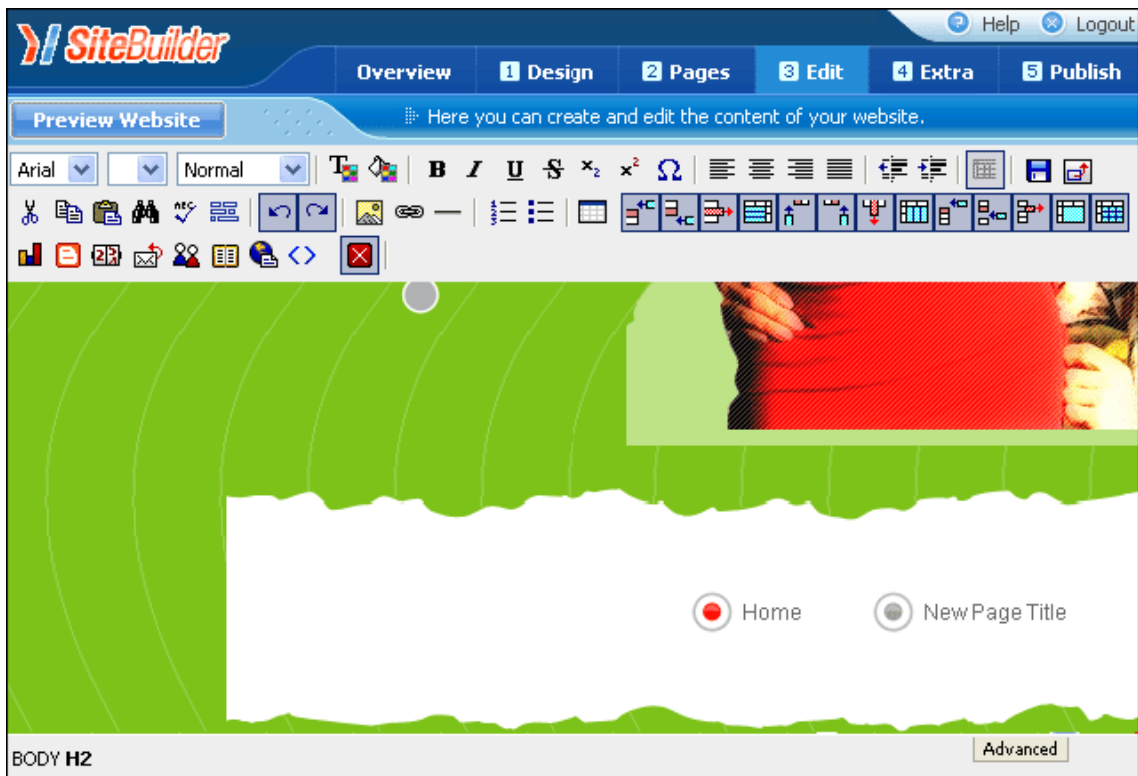 Help Logout
SiteBuilder
Overview 1 Design 2 Pages 3 Edit 4 Extra 5 Publish
Preview Website Here you can create and edit the content of your website.
Arial Normal
Home New Page Title
BODY H2 Advanced